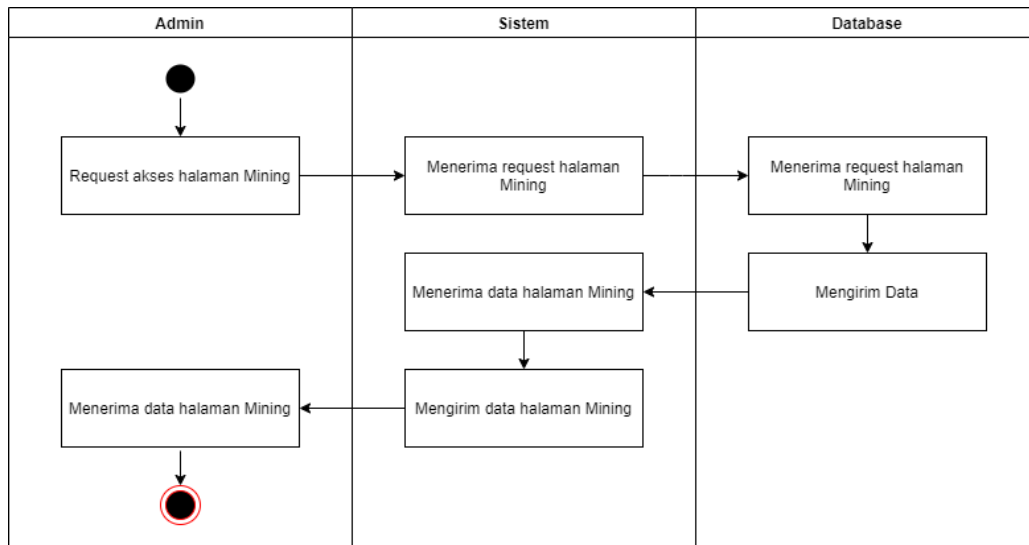 Admin
Sistem
Database
Request akses halaman Mining
Menerima request halaman
Mining
Menerima request halaman
Mining
Menerima data halaman Mining
Mengirim Data
Menerima data halaman Mining
Mengirim data halaman Mining